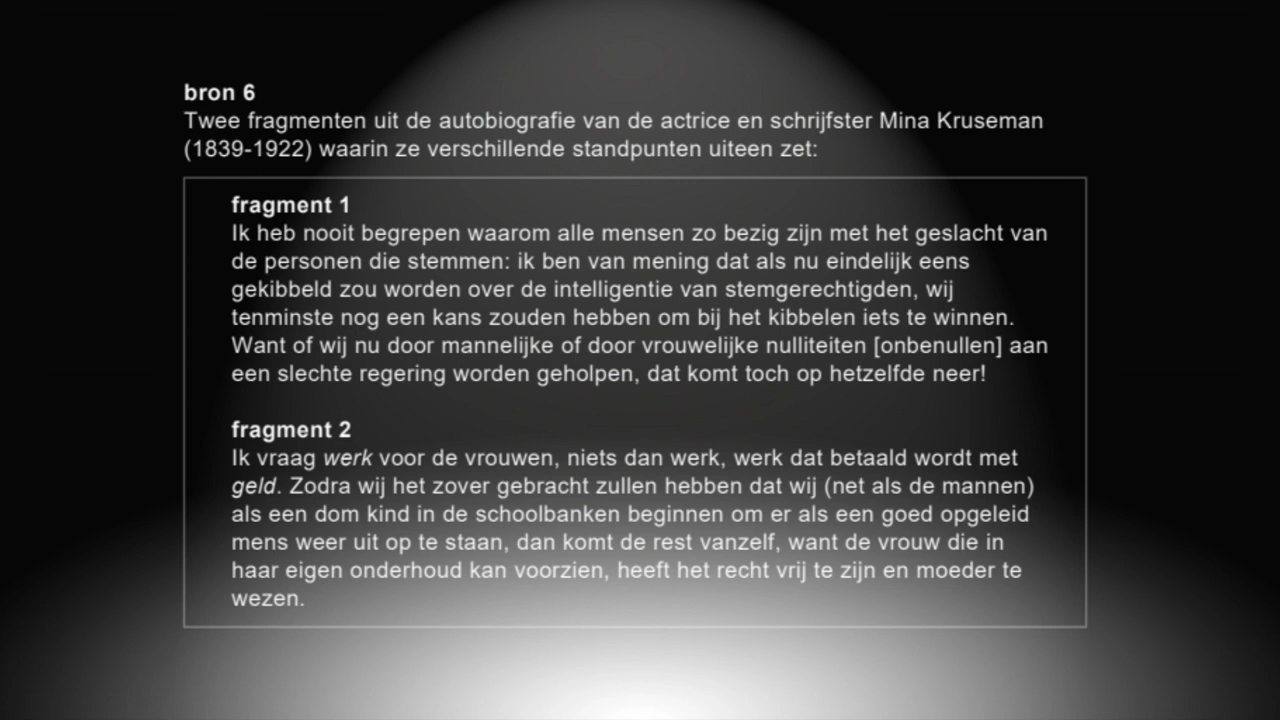 bron 6
Twee fragmenten uit de autobiografie van de actrice en schrijfster Mina Kruseman
(1839-1922) waarin ze verschillende standpunten uiteen zet:
fragment 1
Ik heb nooit begrepen waarom alle mensen zo bezig zijn met het geslacht van
de personen die stemmen: ik ben van mening dat als nu eindelijk eens
gekibbeld zou worden over de intelligentie van stemgerechtigden, wij
tenminste nog een kans zouden hebben om bij het kibbelen iets te winnen.
Want of wij nu door mannelijke of door vrouwelijke nulliteiten [onbenullen] aan
een slechte regering worden geholpen, dat komt toch op hetzelfde neer!
fragment 2
Ik vraag werk voor de vrouwen, niets dan werk, werk dat betaald wordt met
geld. Zodra wij het zover gebracht zullen hebben dat wij (net als de mannen)
als een dom kind in de schoolbanken beginnen om er als een goed opgeleid
mens weer uit op te staan, dan komt de rest vanzelf, want de vrouw die in
haar eigen onderhoud kan voorzien, heeft het recht vrij te zijn en moeder te
wezen.